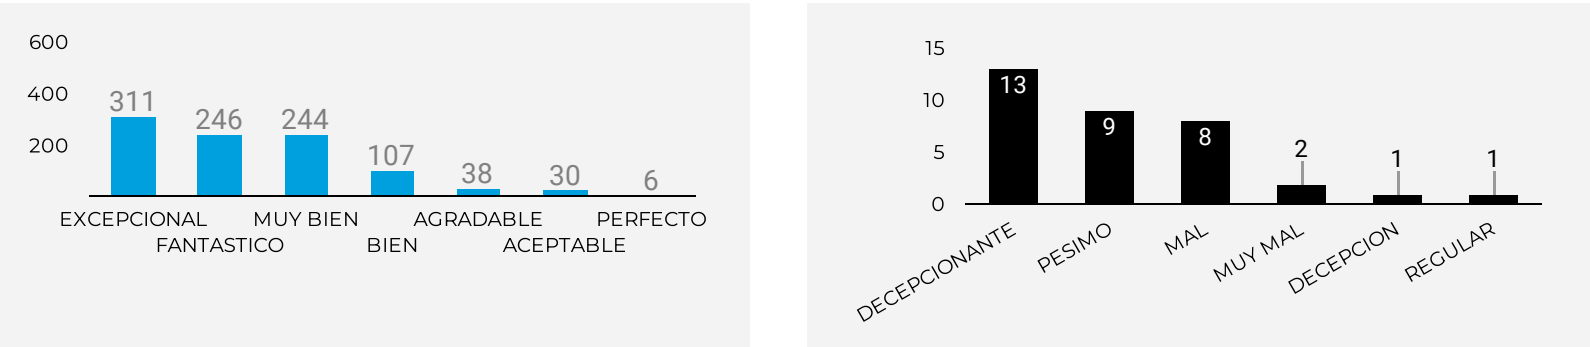 600
400
200
311
246
244
107
38
30
6
EXCEPCIONAL
FANTASTICO
MUY BIEN
BIEN
AGRADABLE
ACEPTABLE
PERFECTO
15
10
5
0
13
9
8
2
1
1
DECEPCIONANTE
PESIMO
MAL
MUY MAL
DECEPCION
REGULAR